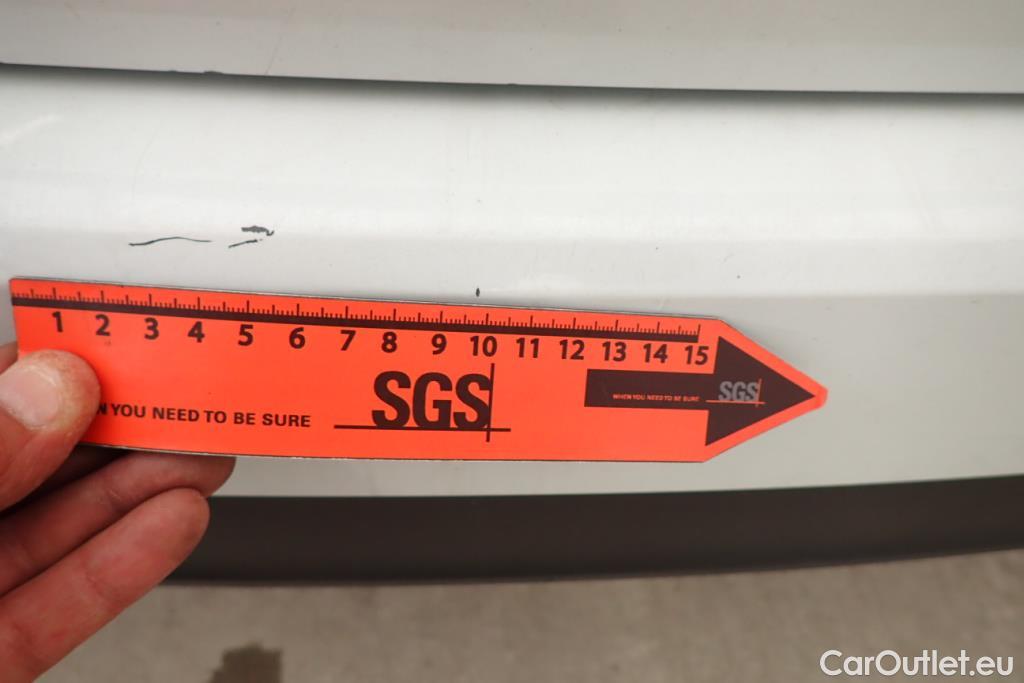 1 2 3 4 5 6 7 8 9 10 11 12 13 14 15
N YOU NEED TO BE SURE
SGS
WHEN YOU NEED TO BE SURE
SGS
CarOutlet.eu